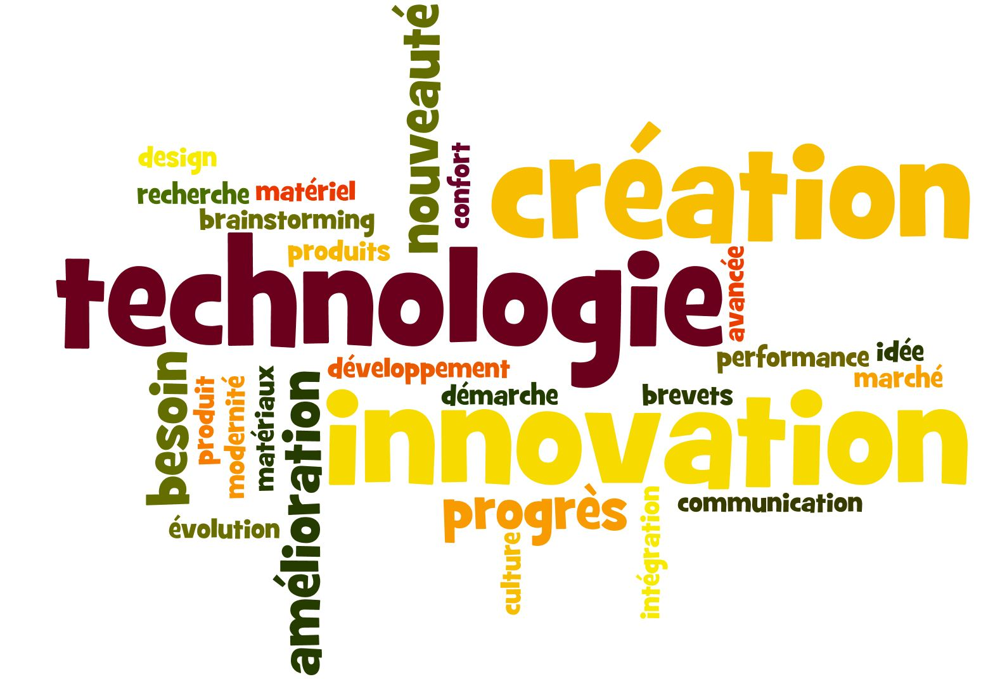 nouveauté
design
confort
création
recherche
matériel
brainstorming
produits
technologie
avancée
besoin
produit
modernité
matériaux
amélioration
développement
performance
idée
marché
démarche
brevets
innovation
progrès
communication
évolution
culture
intégration